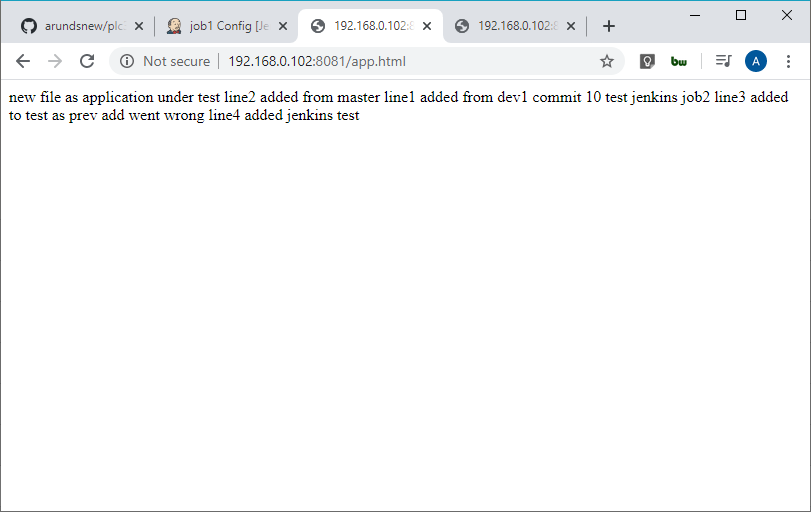 arundsnew/plc
job1 Config [Je
192.168.0.102:8
192.168.0.102:8
Not secure
192.168.0.102:8081/app.html
bw
A
new file as application under test line2 added from master line1 added from dev1 commit 10 test jenkins job2 line3 added
to test as prev add went wrong line4 added jenkins test